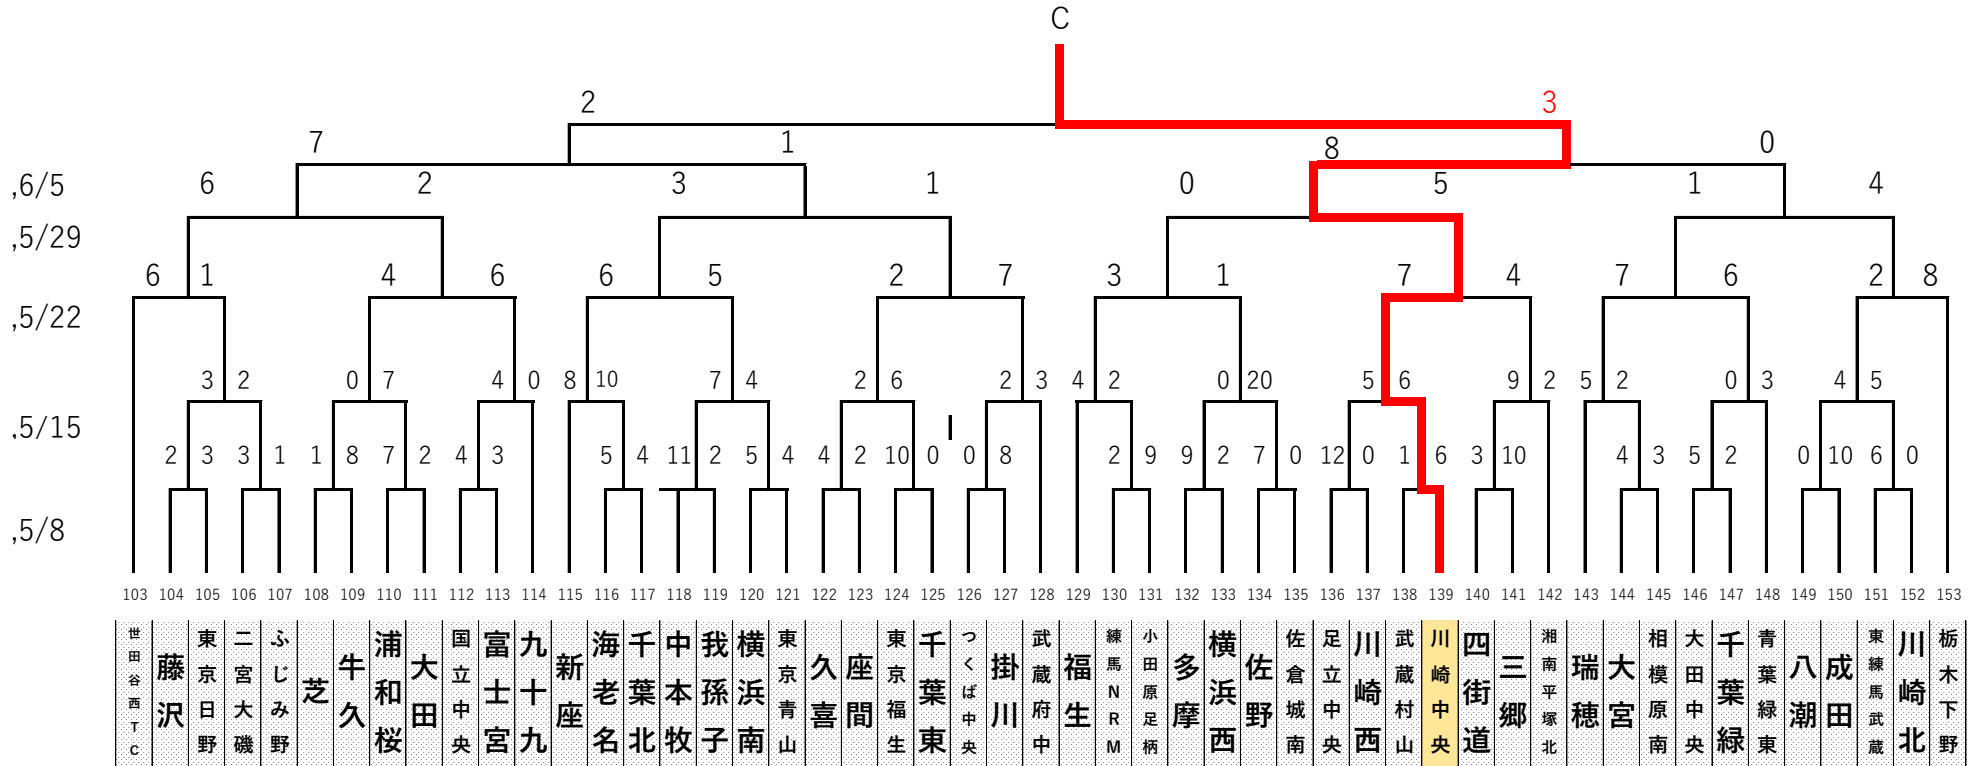 C
2 3
7 1 8 0
,6/5 6 2 3 1 0 5 1 4
,5/29
6 1 4 6 6 5 2 7 3 1 7 4 7 6 2 8
,5/22
3 2 0 7 4 0 8 10 7 4 2 6 2 3 4 2 0 20 5 6 9 2 5 2 0 3 4 5
,5/15
2 3 3 1 1 8 7 2 4 3 5 4 11 2 5 4 4 2 10 0 0 8 2 9 9 2 7 0 12 0 1 6 3 10 4 3 5 2 0 10 6 0
,5/8
103 104 105 106 107 108 109 110 111 112 113 114 115 116 117 118 119 120 121 122 123 124 125 126 127 128 129 130 131 132 133 134 135 136 137 138 139 140 141 142 143 144 145 146 147 148 149 150 151 152 153
世田谷西TC
藤沢
東京日野
二宮大磯
ふじみ野
芝
牛久
浦和桜
大田
国立中央
富士宮
九十九
新座
海老名
千葉北
中本牧
我孫子
横浜南
東京青山
久喜
座間
東京福生
千葉東
つくば中央
掛川
武蔵府中
福生
練馬NRM
小田原足柄
多摩
横浜西
佐野
佐倉城南
足立中央
川崎西
武蔵村山
川崎中央
四街道
三郷
湘南平塚北
瑞穂
大宮
相模原南
大田中央
千葉緑
青葉緑東
八潮
成田
東練馬武蔵
川崎北
栃木下野